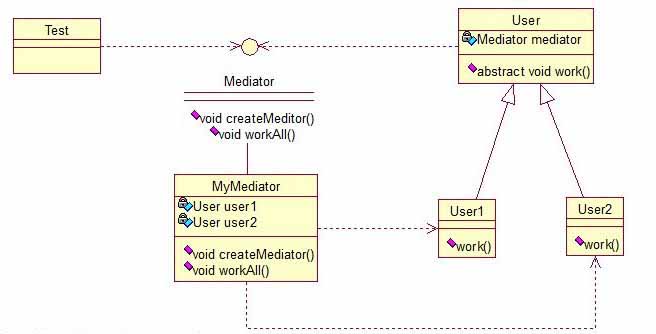 Test
User
Mediator mediator
abstract void work()
Mediator
void createMeditor()
void workAll()
MyMediator
User user1
User user2
void createMediator()
void workAll()
User1
work()
User2
work()